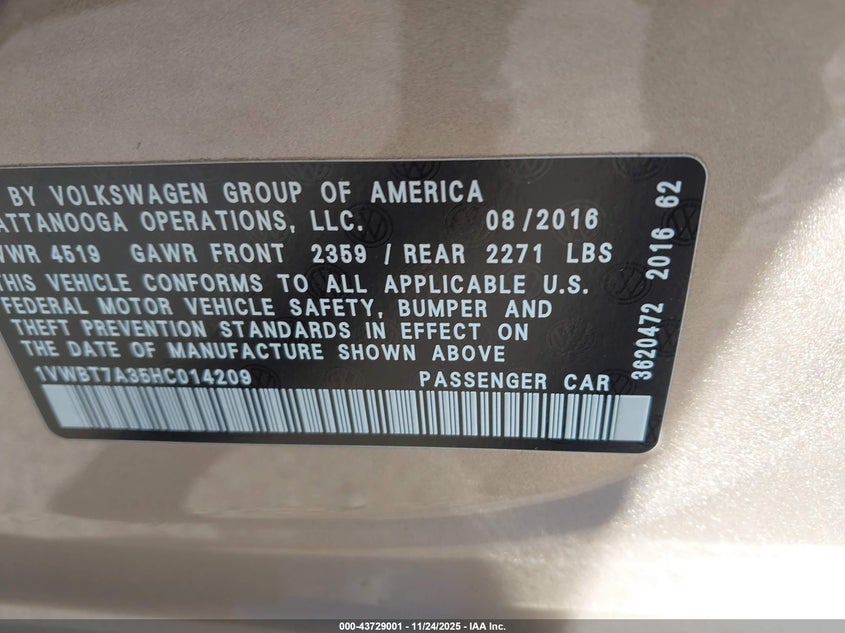 BY VOLKSWAGEN GROUP OF AMERICA
ATTANOOGA OPERATIONS, LLC. 08/2016
VWR 4519 GAWR FRONT 2359 / REAR 2271 LBS
THIS VEHICLE CONFORMS TO ALL APPLICABLE U.S.
FEDERAL MOTOR VEHICLE SAFETY, BUMPER AND
THEFT PREVENTION STANDARDS IN EFFECT ON
THE DATE OF MANUFACTURE SHOWN ABOVE
1VWBT7A35HC014209 PASSENGER CAR
3620472 2016 62
000-43729001 - 11/24/2025 - IAA Inc.